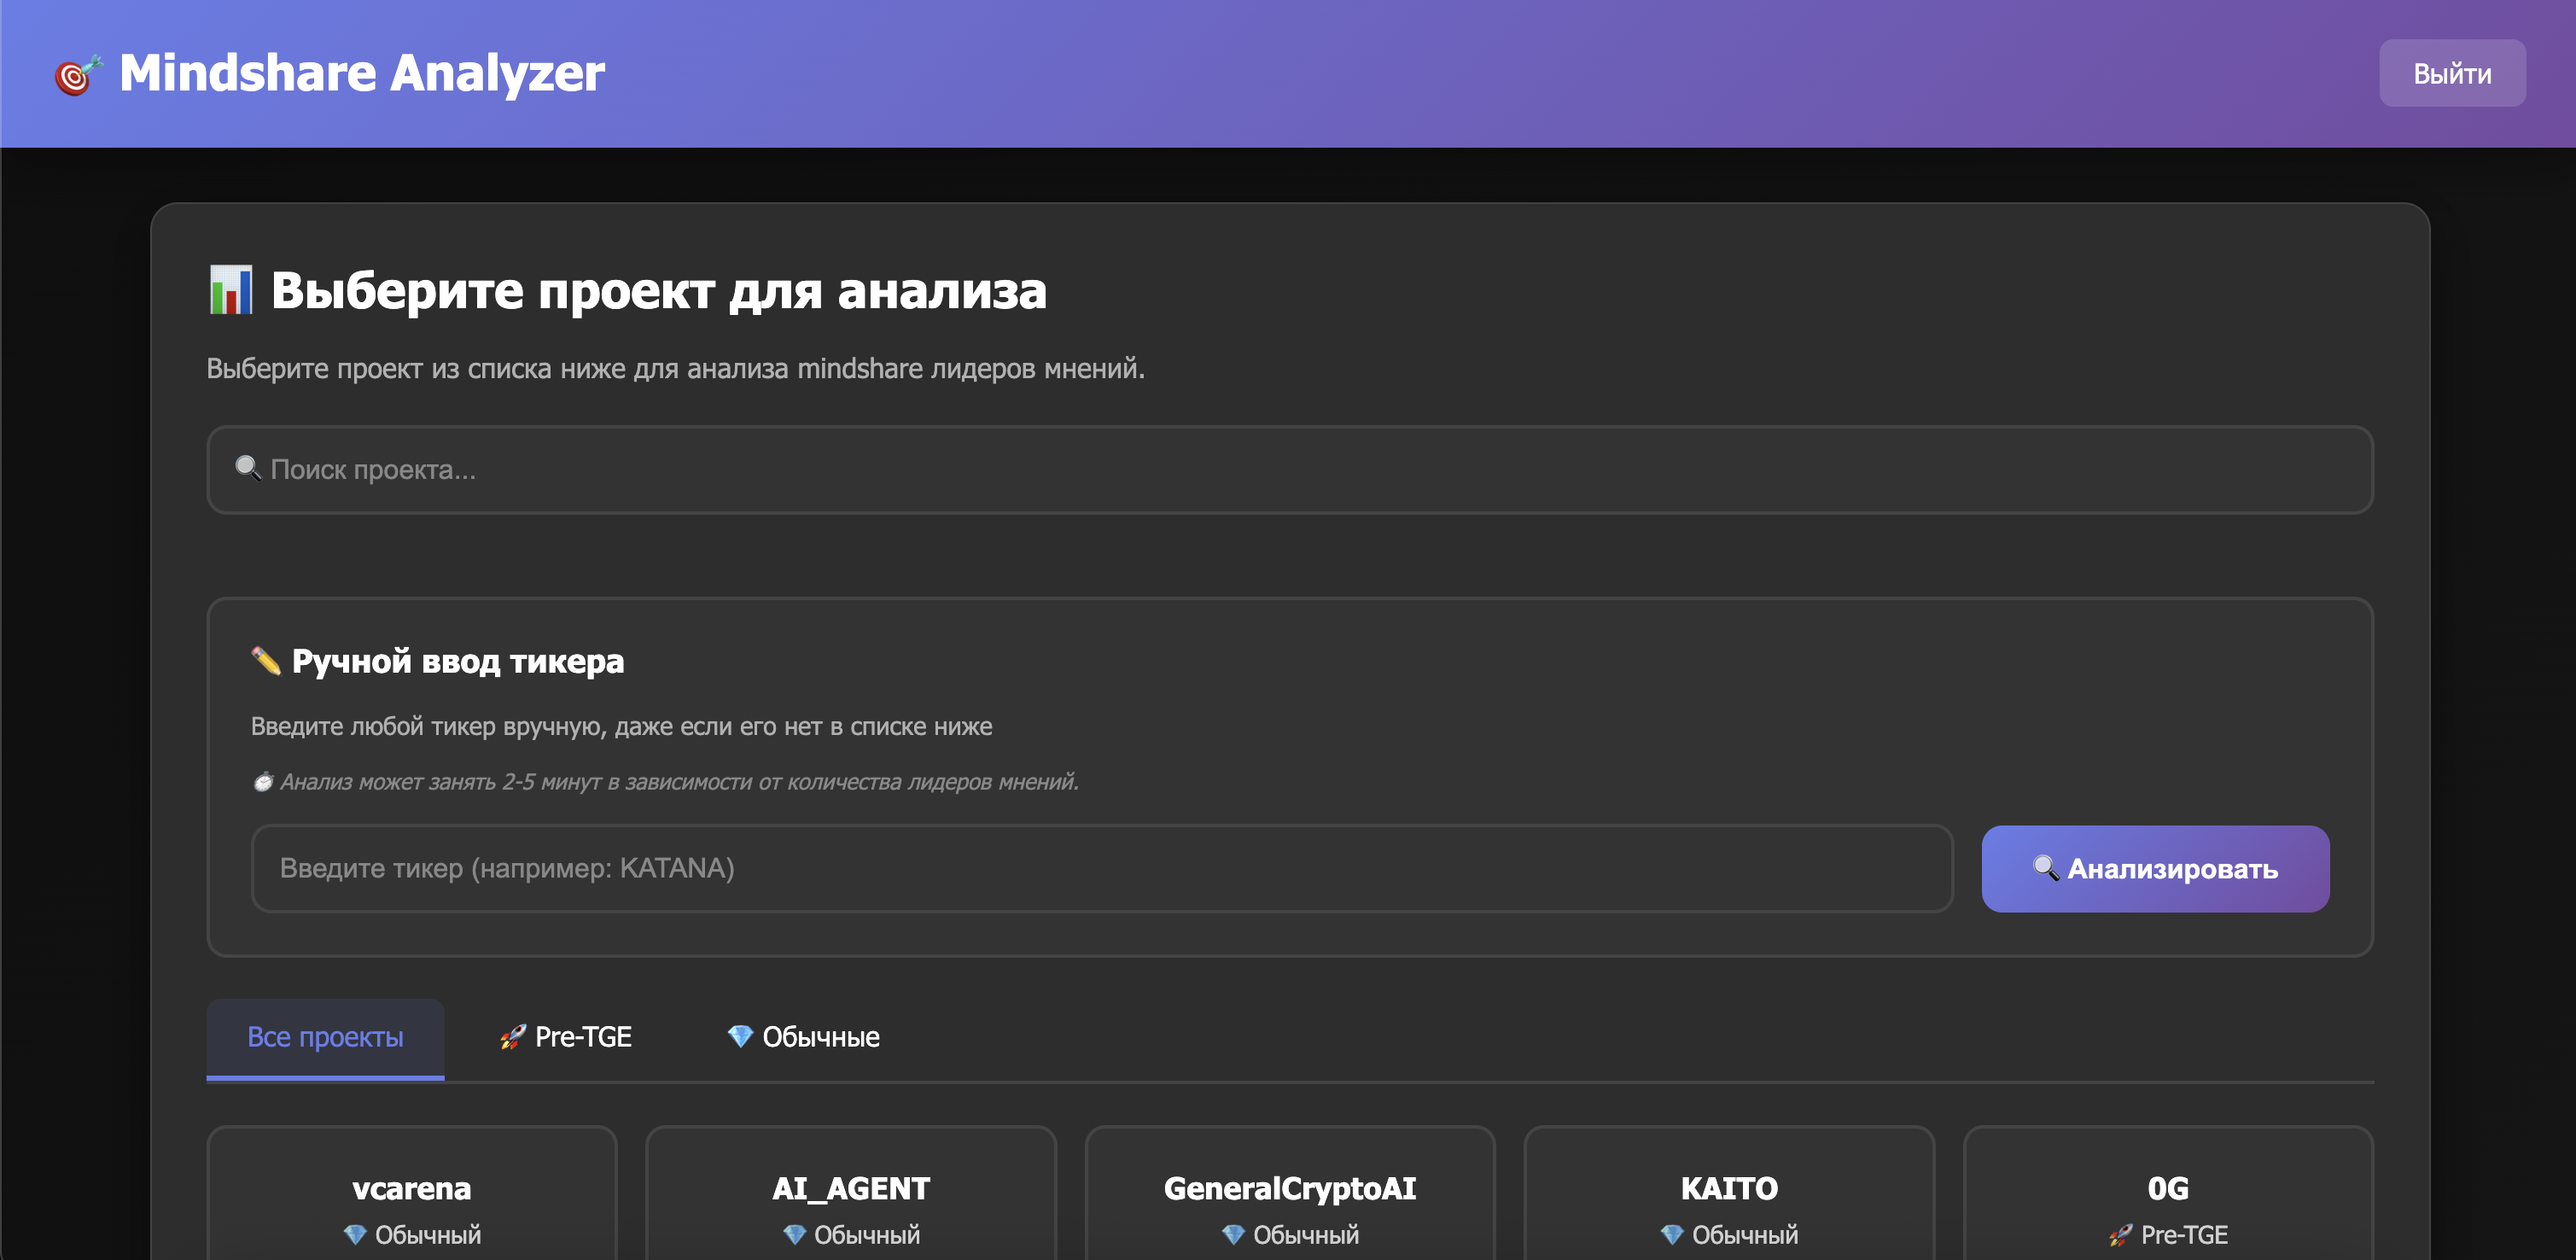 🎯 Mindshare Analyzer
Выйти
📊 Выберите проект для анализа
Выберите проект из списка ниже для анализа mindshare лидеров мнений.
🔍 Поиск проекта...
✏️ Ручной ввод тикера
Введите любой тикер вручную, даже если его нет в списке ниже
⏱️ Анализ может занять 2-5 минут в зависимости от количества лидеров мнений.
Введите тикер (например: KATANA)
🔍 Анализировать
Все проекты
🚀 Pre-TGE
💎 Обычные
vcarena
💎 Обычный
AI_AGENT
💎 Обычный
GeneralCryptoAI
💎 Обычный
KAITO
💎 Обычный
0G
🚀 Pre-TGE